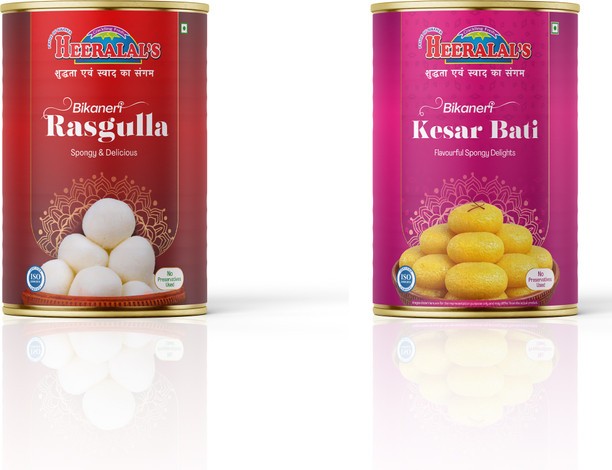 HEERALAL'S
शुद्धता एवं स्वाद का संगम
Bikaneri
Rasgulla
Spongy & Delicious
ISO
No
Preservatives
Used
HEERALAL'S
शुद्धता एवं स्वाद का संगम
Bikaneri
Kesar Bati
Flavourful Spongy Delights
ISO
No
Preservatives
Used